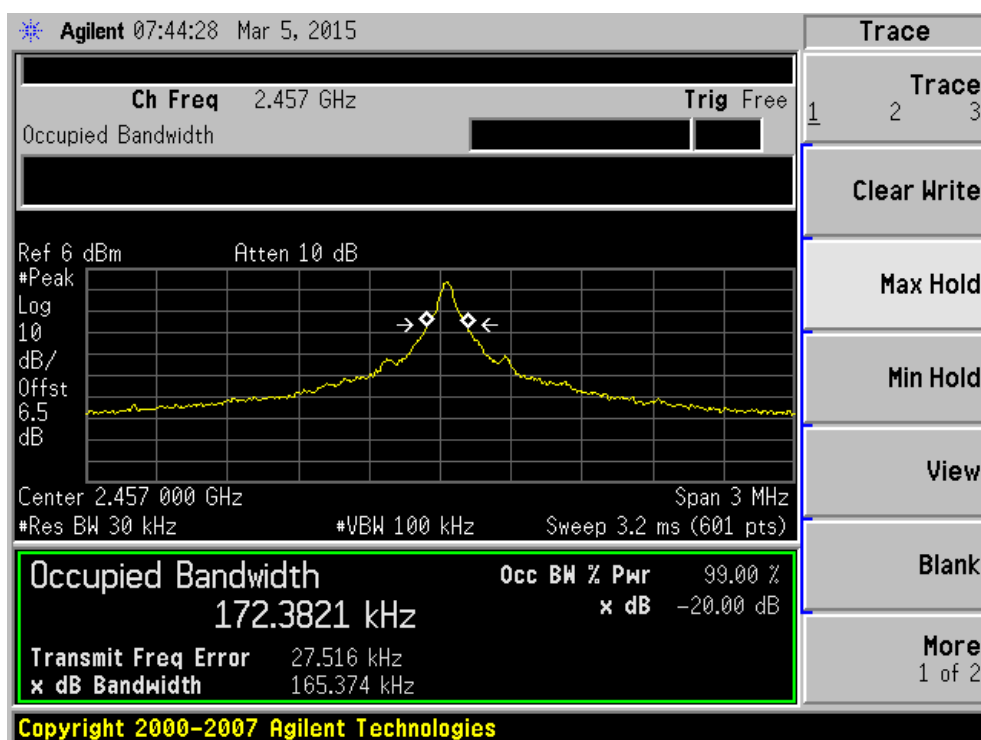 Agilent 07:44:28 Mar 5, 2015
Trace
Ch Freq 2.457 GHz
Trig Free
Occupied Bandwidth
Trace
1 2 3
Clear Write
Max Hold
Min Hold
View
Blank
More
1 of 2
Ref 6 dBm
Atten 10 dB
#Peak
Log
10
dB/
Offst
6.5
dB
Center 2.457 000 GHz
Span 3 MHz
#Res BW 30 kHz
#VBW 100 kHz
Sweep 3.2 ms (601 pts)
Occupied Bandwidth
172.3821 kHz
Occ BW % Pwr 99.00 %
x dB -20.00 dB
Transmit Freq Error 27.516 kHz
x dB Bandwidth 165.374 kHz
Copyright 2000-2007 Agilent Technologies